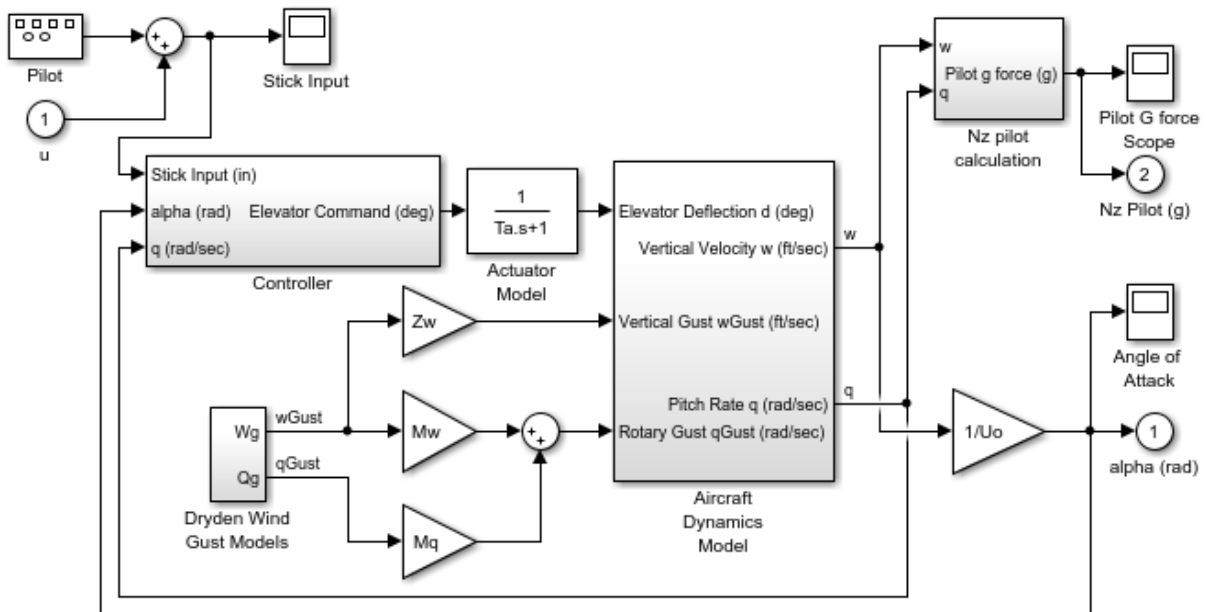 Pilot
1
u
Stick Input
Stick Input (in)
alpha (rad)
q (rad/sec)
Elevator Command (deg)
Controller
1
Ta.s+1
Actuator
Model
Elevator Deflection d (deg)
Vertical Velocity w (ft/sec)
Vertical Gust wGust (ft/sec)
Pitch Rate q (rad/sec)
Rotary Gust qGust (rad/sec)
Aircraft
Dynamics
Model
w
q
w
Pilot g force (g)
q
Nz pilot
calculation
Pilot G force
Scope
2
Nz Pilot (g)
Zw
Mw
Mq
Wg
Qg
wGust
qGust
Dryden Wind
Gust Models
1/Uo
Angle of
Attack
1
alpha (rad)